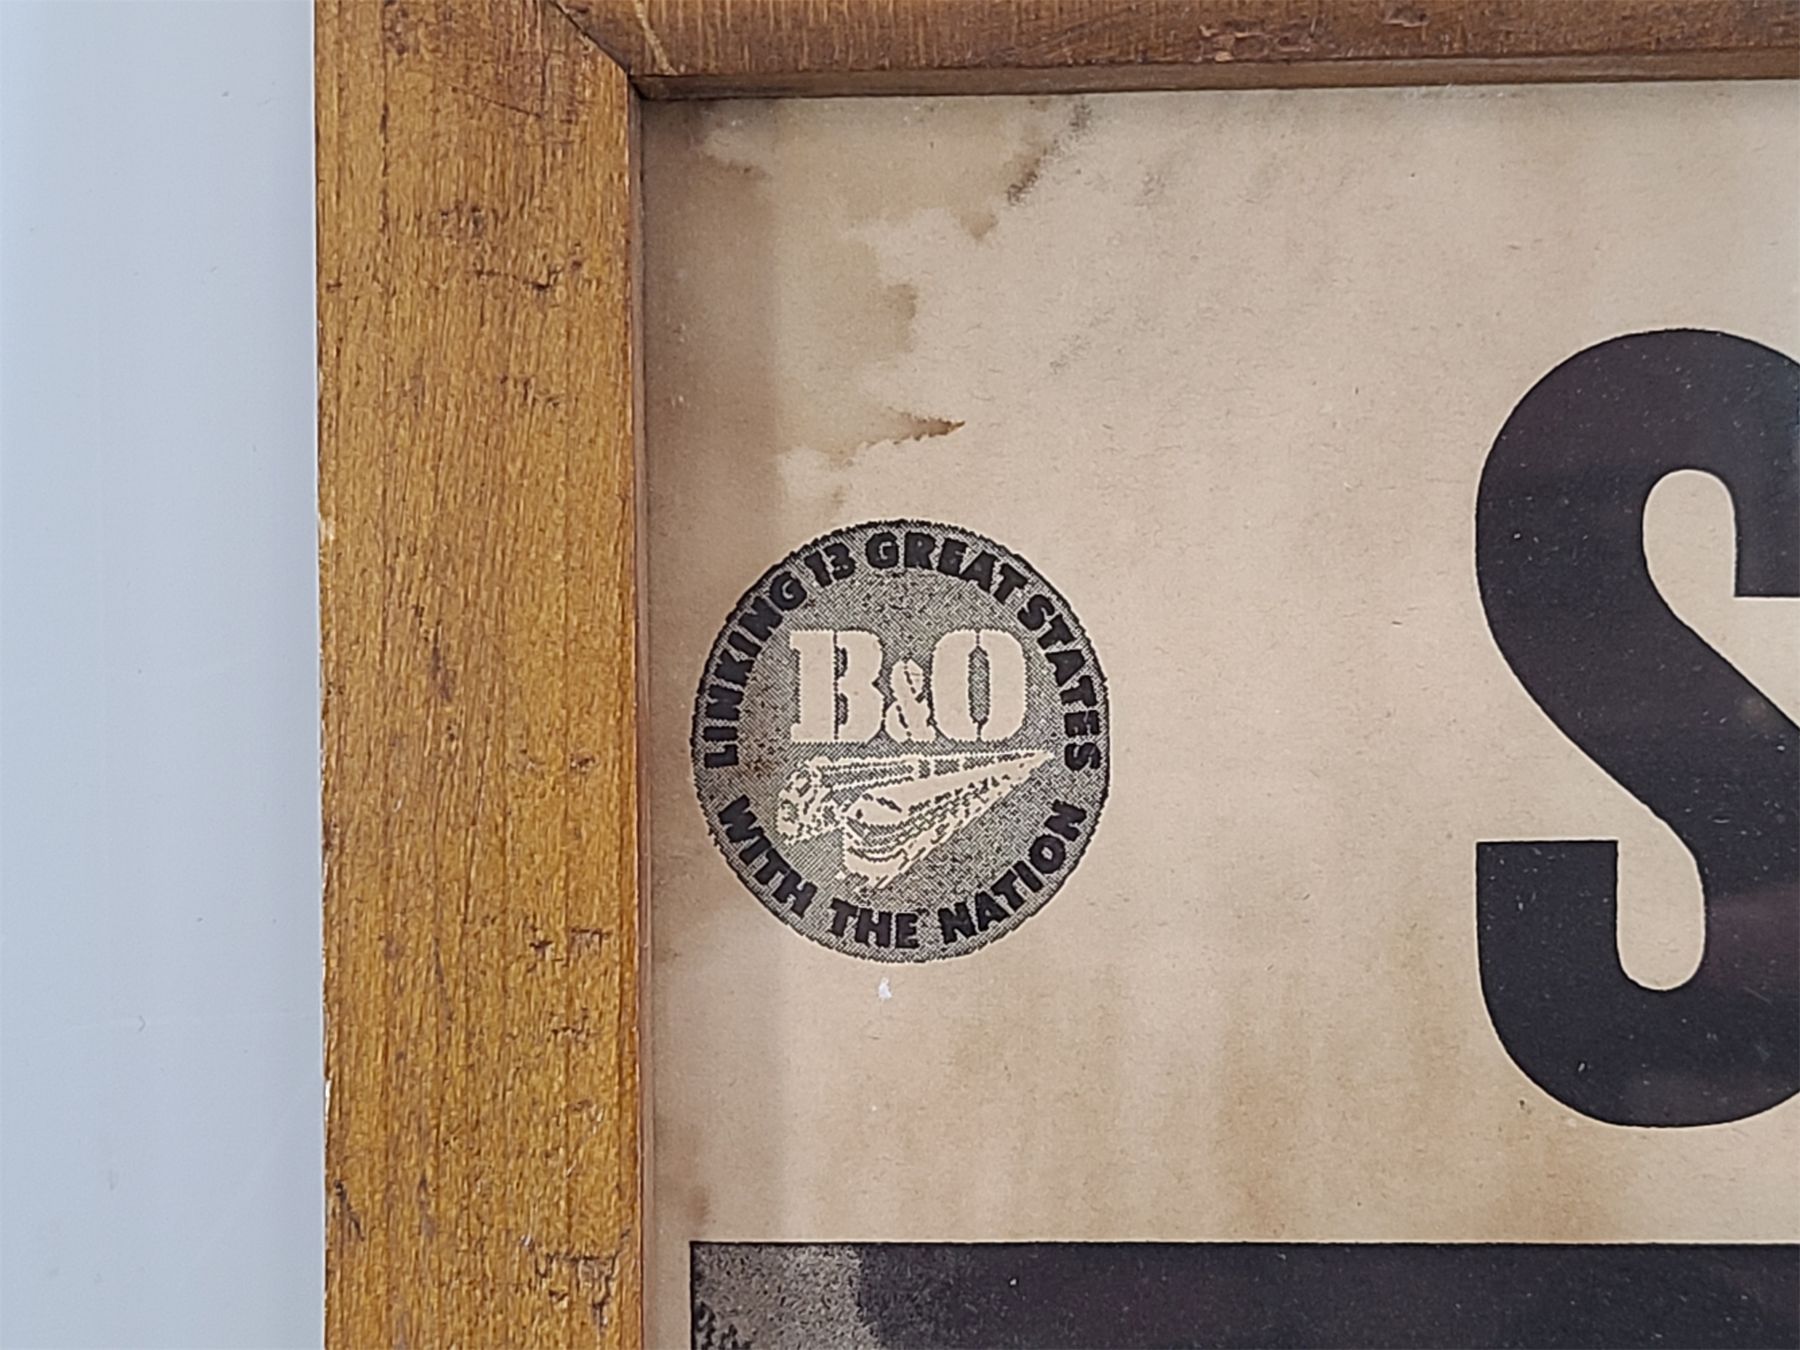 LINKING 13 GREAT STATES
B&O
WITH THE NATION
S